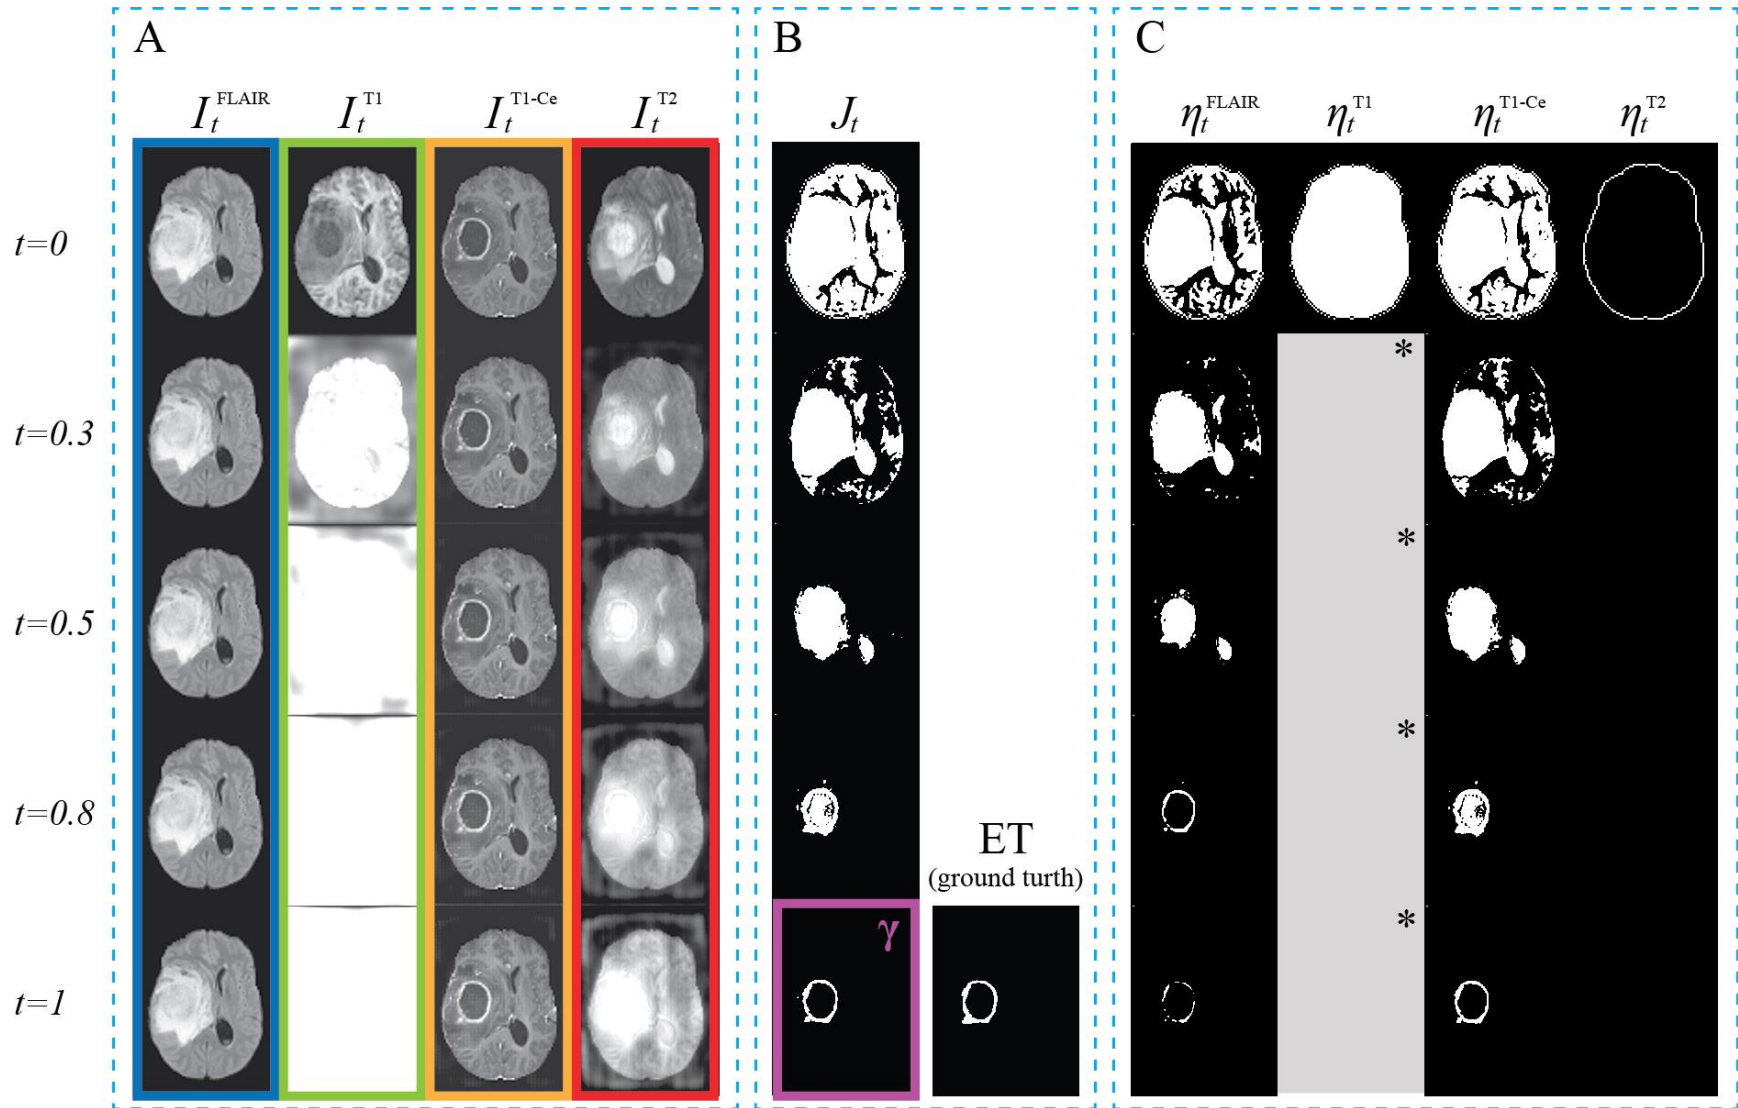 A
B
C
I_t^FLAIR I_t^T1 I_t^T1-Ce I_t^T2
J_t
η_t^FLAIR η_t^T1 η_t^T1-Ce η_t^T2
t=0
*
t=0.3
*
t=0.5
*
t=0.8
ET
(ground turth)
γ
*
t=1